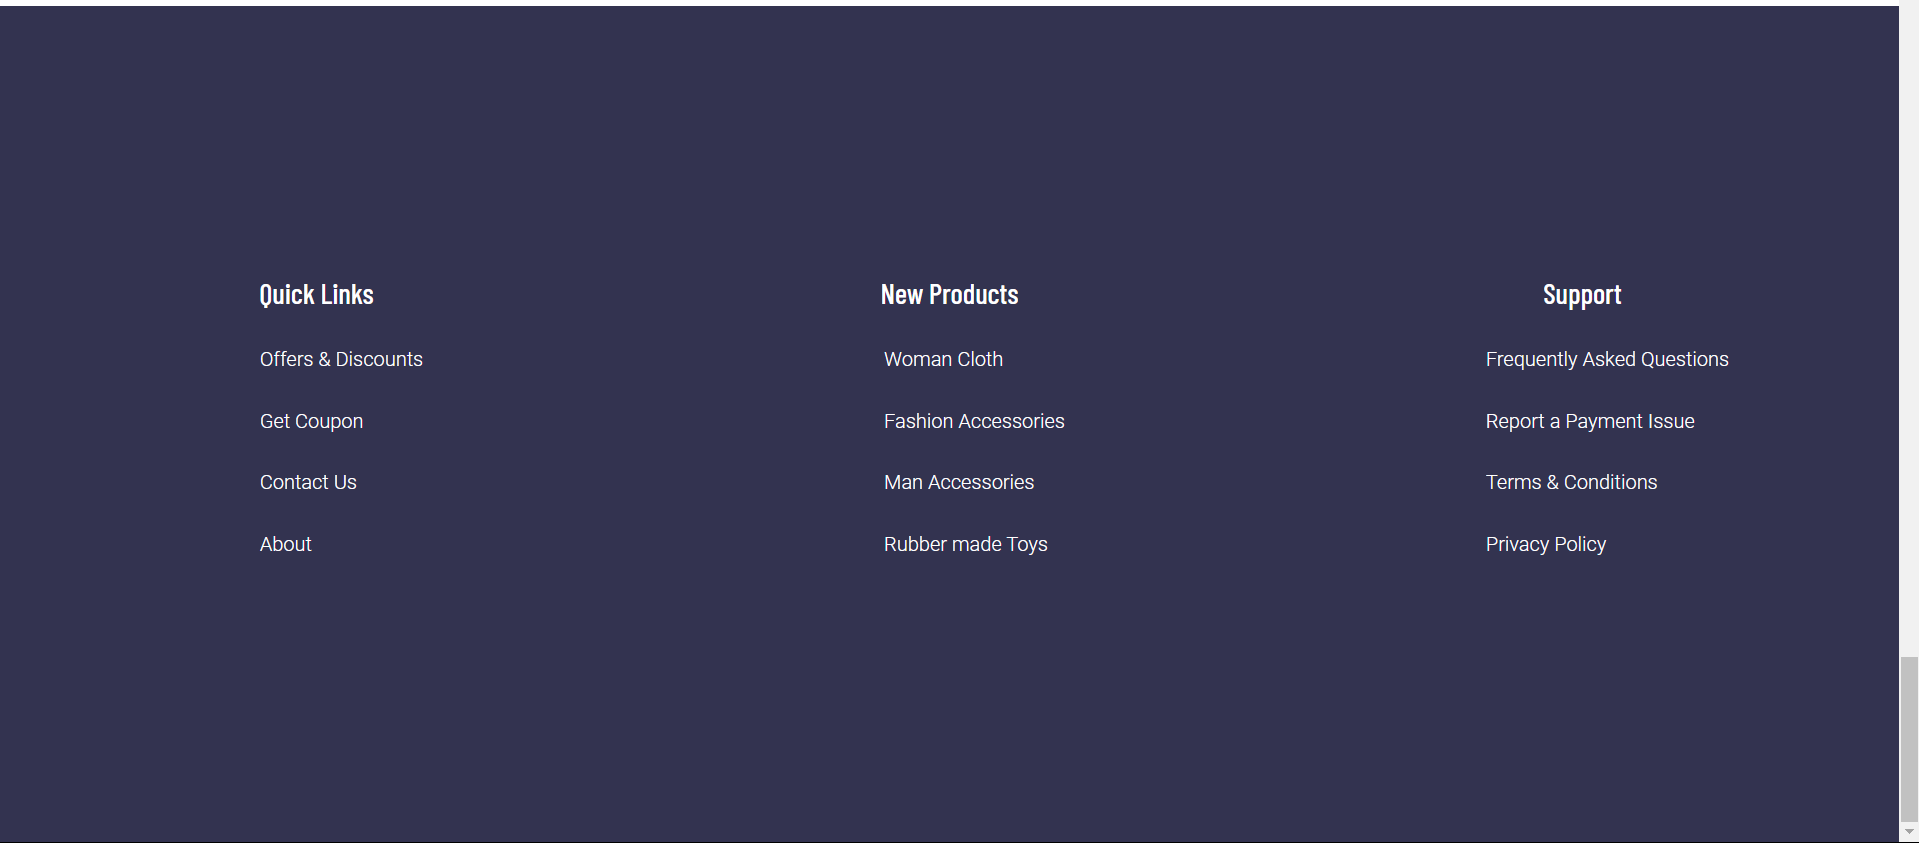 Quick Links
Offers & Discounts
Get Coupon
Contact Us
About
New Products
Woman Cloth
Fashion Accessories
Man Accessories
Rubber made Toys
Support
Frequently Asked Questions
Report a Payment Issue
Terms & Conditions
Privacy Policy